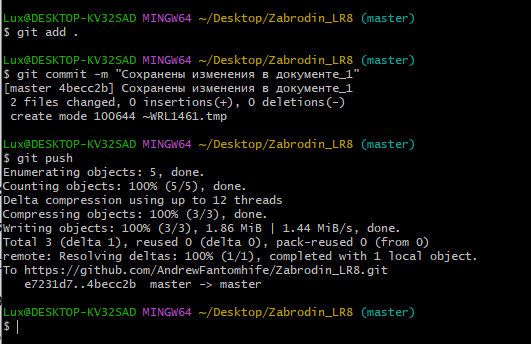 Lux@DESKTOP-KV32SAD MINGW64 ~/Desktop/Zabrodin_LR8 (master)
$ git add .
Lux@DESKTOP-KV32SAD MINGW64 ~/Desktop/Zabrodin_LR8 (master)
$ git commit -m "Сохранены изменения в документе_1"
[master 4becc2b] Сохранены изменения в документе_1
2 files changed, 0 insertions(+), 0 deletions(-)
create mode 100644 ~WRL1461.tmp
Lux@DESKTOP-KV32SAD MINGW64 ~/Desktop/Zabrodin_LR8 (master)
$ git push
Enumerating objects: 5, done.
Counting objects: 100% (5/5), done.
Delta compression using up to 12 threads
Compressing objects: 100% (3/3), done.
Writing objects: 100% (3/3), 1.86 MiB | 1.44 MiB/s, done.
Total 3 (delta 1), reused 0 (delta 0), pack-reused 0 (from 0)
remote: Resolving deltas: 100% (1/1), completed with 1 local object.
To https://github.com/AndrewFantomhife/Zabrodin_LR8.git
e7231d7..4becc2b  master -> master
Lux@DESKTOP-KV32SAD MINGW64 ~/Desktop/Zabrodin_LR8 (master)
$